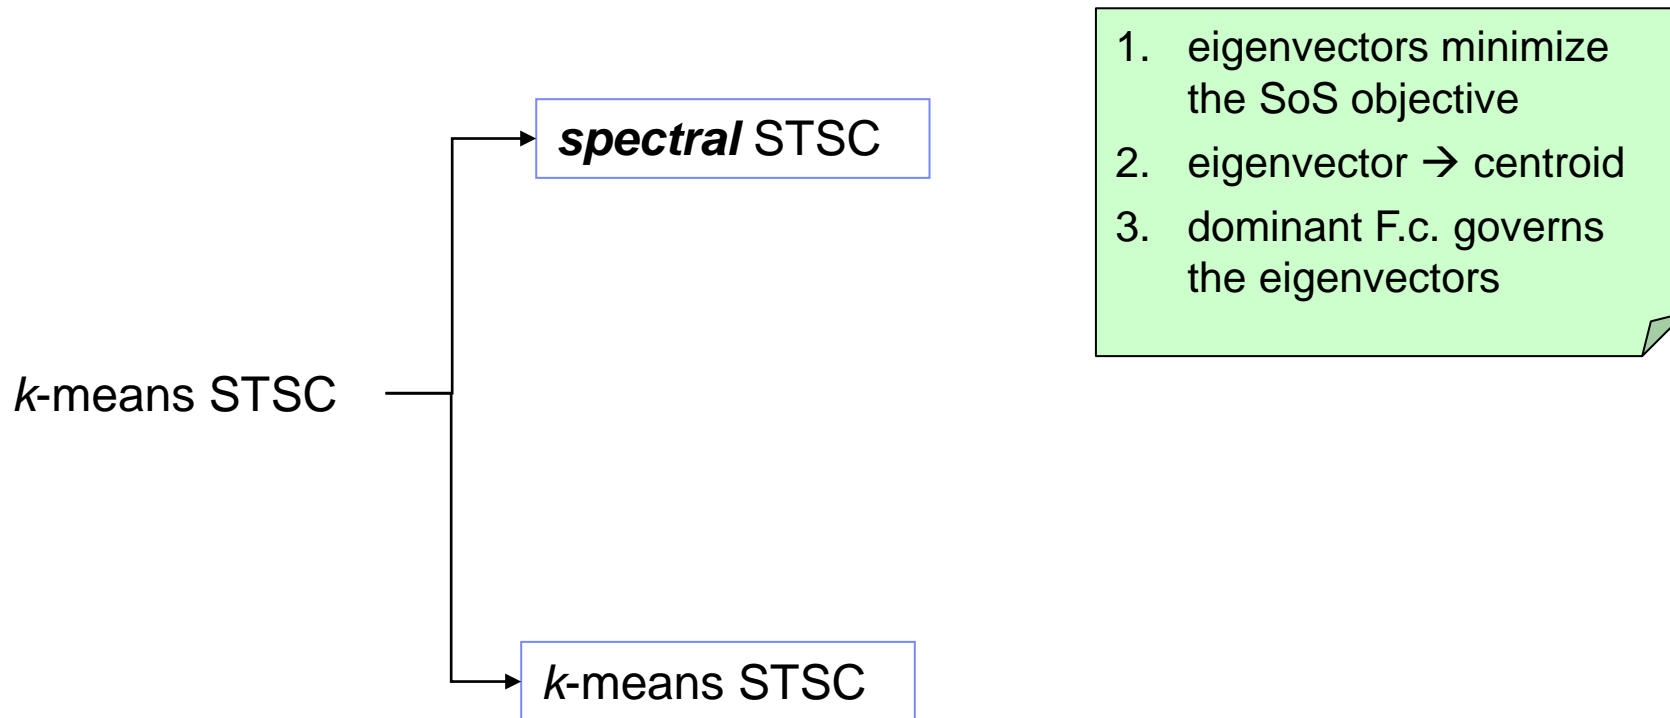 1. eigenvectors minimize
the SoS objective
2. eigenvector → centroid
3. dominant F.c. governs
the eigenvectors
spectral STSC
k-means STSC
k-means STSC